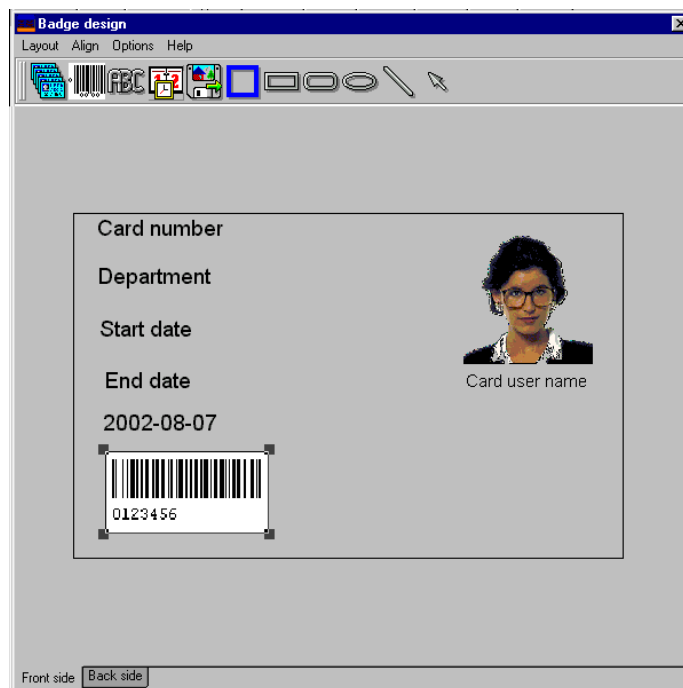 Badge design
Layout Align Options Help
ABC
Card number
Department
Start date
End date
Card user name
2002-08-07
0123456
Front side Back side